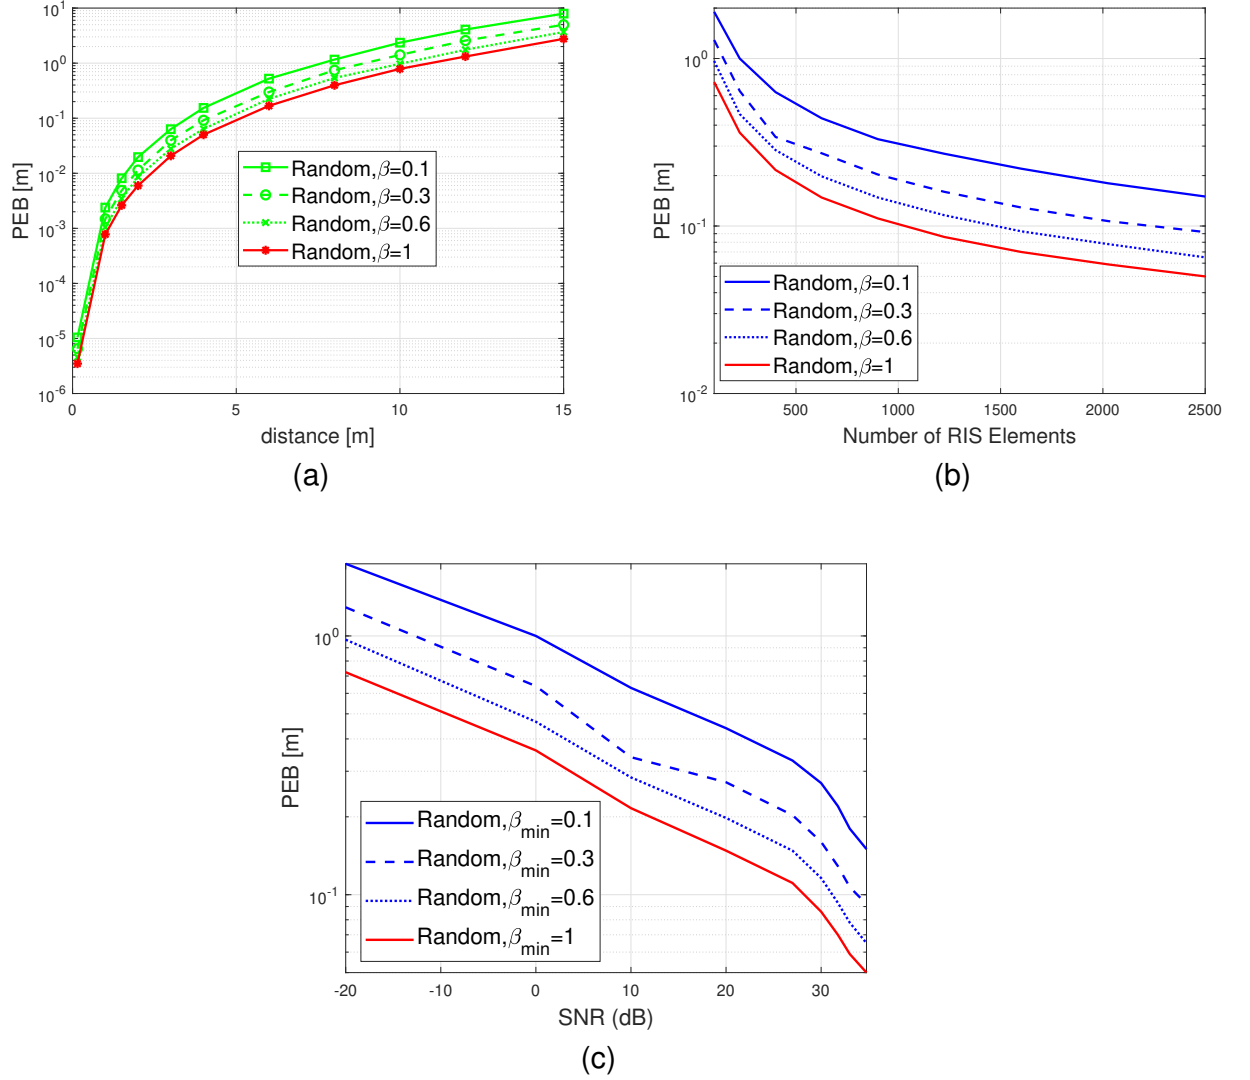 10^1
10^0
10^-1
10^-2
10^-3
10^-4
10^-5
10^-6
PEB [m]
0
5
10
15
distance [m]
Random,β=0.1
Random,β=0.3
Random,β=0.6
Random,β=1
(a)
10^0
10^-1
10^-2
PEB [m]
500
1000
1500
2000
2500
Number of RIS Elements
Random,β=0.1
Random,β=0.3
Random,β=0.6
Random,β=1
(b)
10^0
10^-1
PEB [m]
-20
-10
0
10
20
30
SNR (dB)
Random,β_min=0.1
Random,β_min=0.3
Random,β_min=0.6
Random,β_min=1
(c)